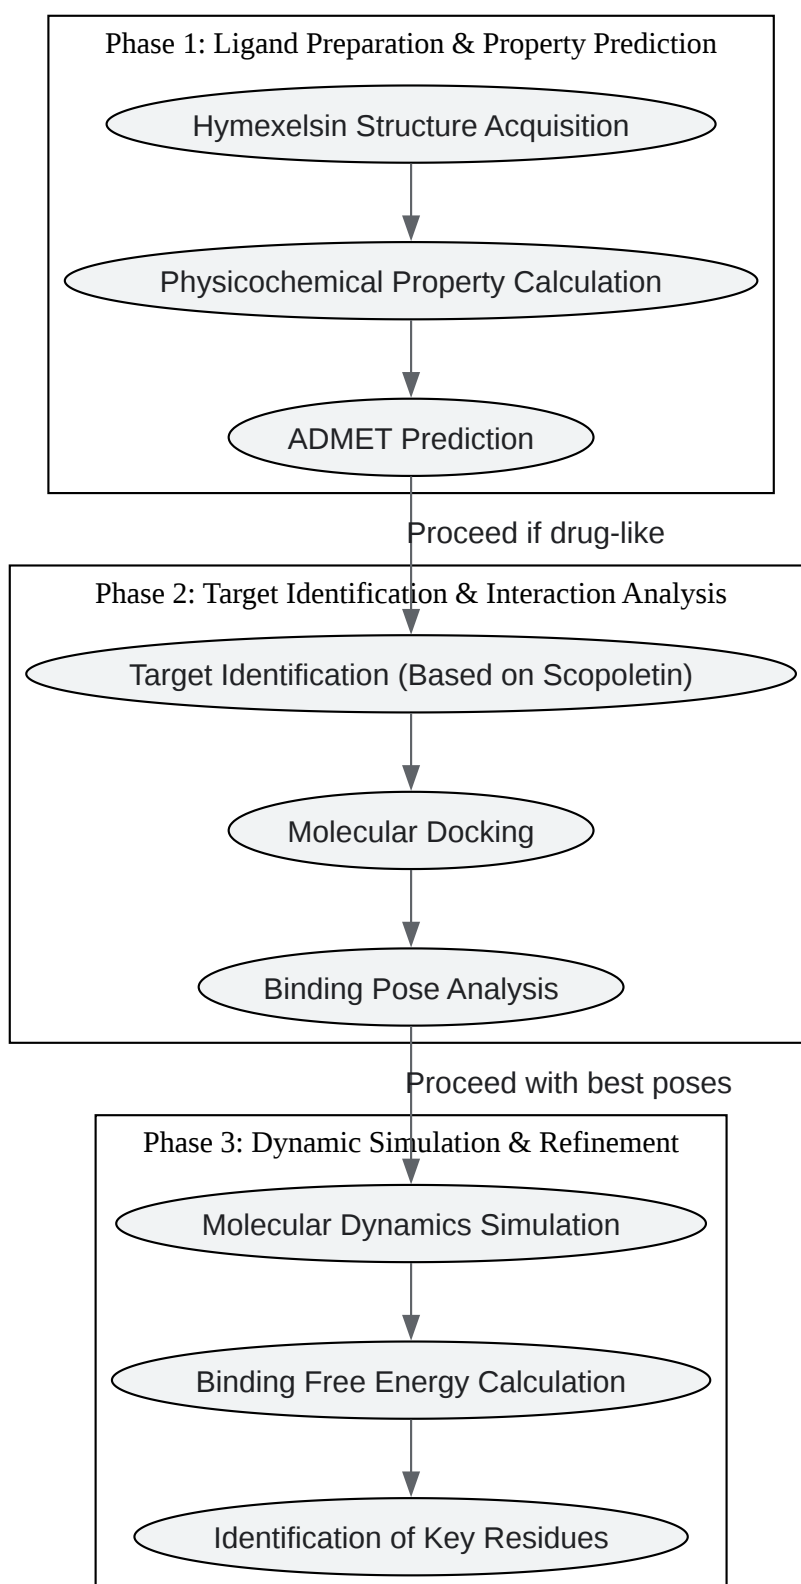 Phase 1: Ligand Preparation & Property Prediction
Hymexelsin Structure Acquisition
Physicochemical Property Calculation
ADMET Prediction
Proceed if drug-like
Phase 2: Target Identification & Interaction Analysis
Target Identification (Based on Scopoletin)
Molecular Docking
Binding Pose Analysis
Proceed with best poses
Phase 3: Dynamic Simulation & Refinement
Molecular Dynamics Simulation
Binding Free Energy Calculation
Identification of Key Residues